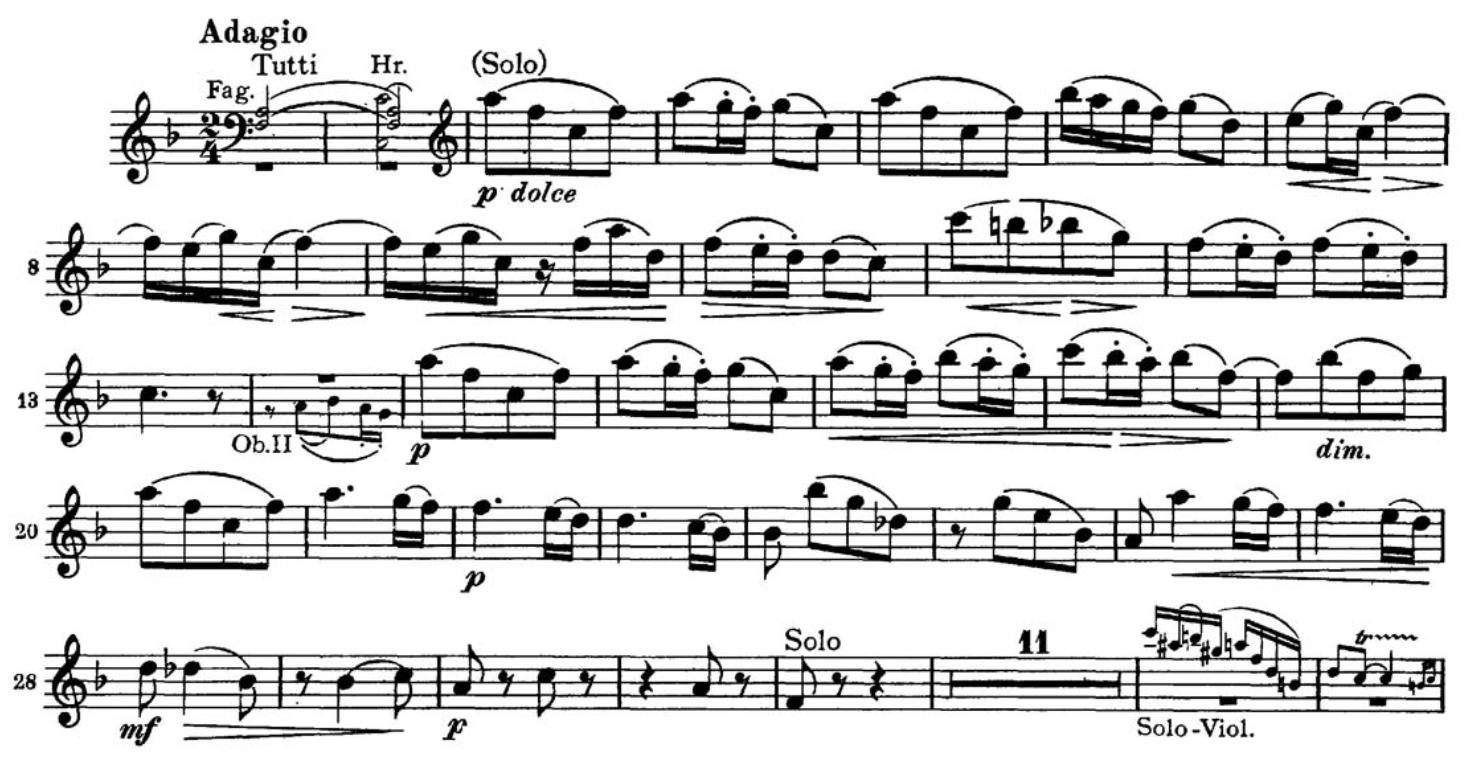 Adagio
Tutti Hr. (Solo)
Fag.
2
4
p dolce
8
13
Ob.II
p
dim.
20
p
Solo
11
tr
28
mf
F
Solo-Viol.